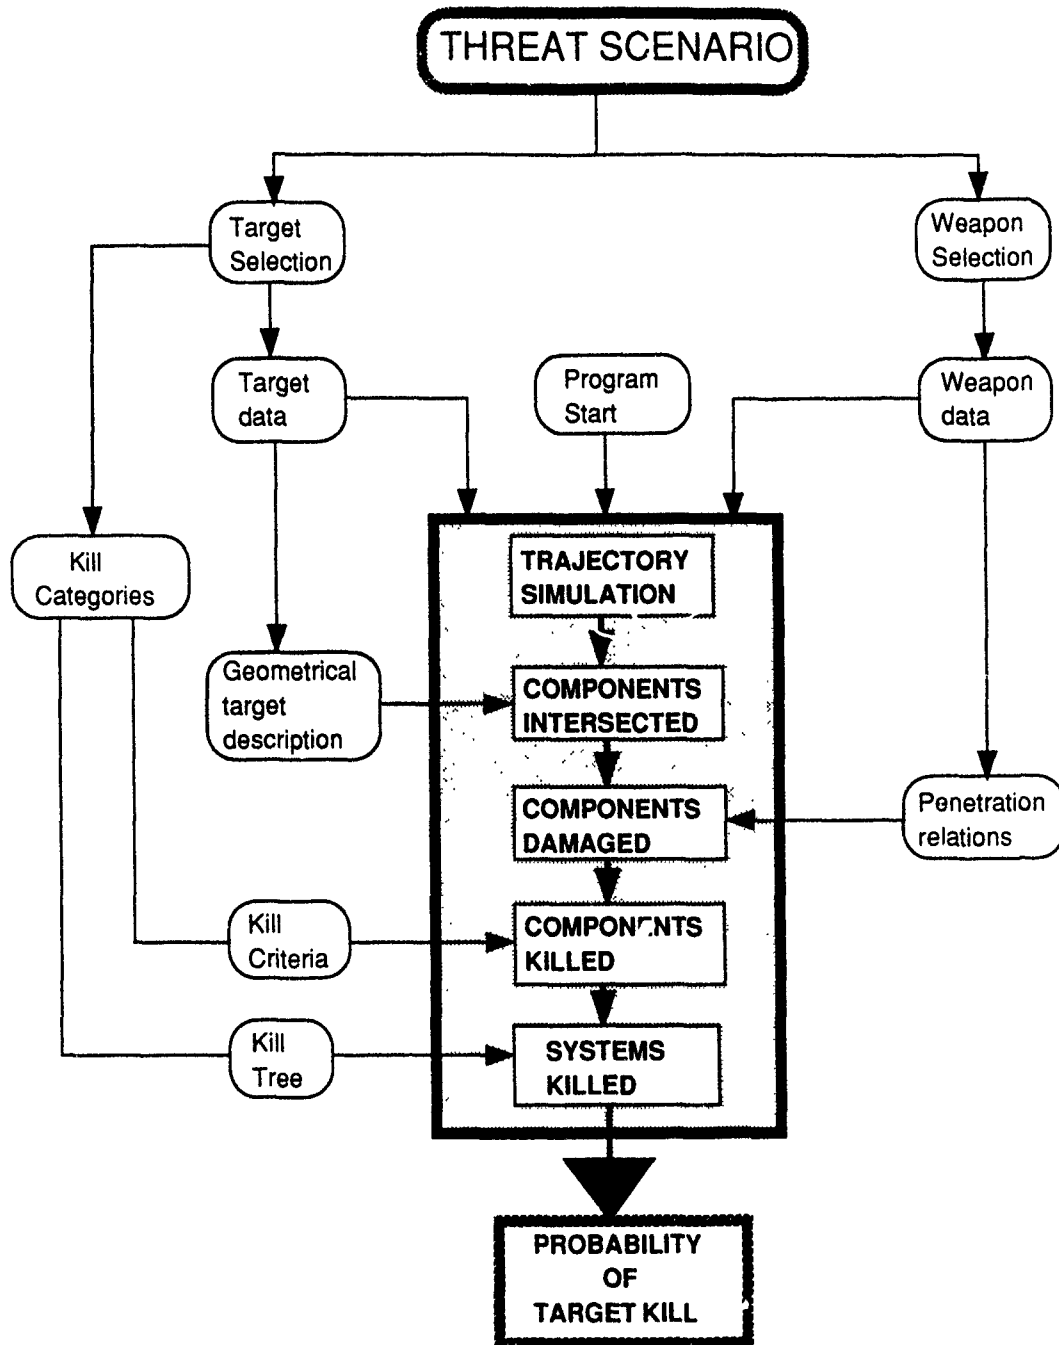 THREAT SCENARIO
Target
Selection
Weapon
Selection
Target
data
Program
Start
Weapon
data
TRAJECTORY
SIMULATION
Kill
Categories
Geometrical
target
description
COMPONENTS
INTERSECTED
COMPONENTS
DAMAGED
Penetration
relations
Kill
Criteria
COMPONENTS
KILLED
Kill
Tree
SYSTEMS
KILLED
PROBABILITY
OF
TARGET KILL